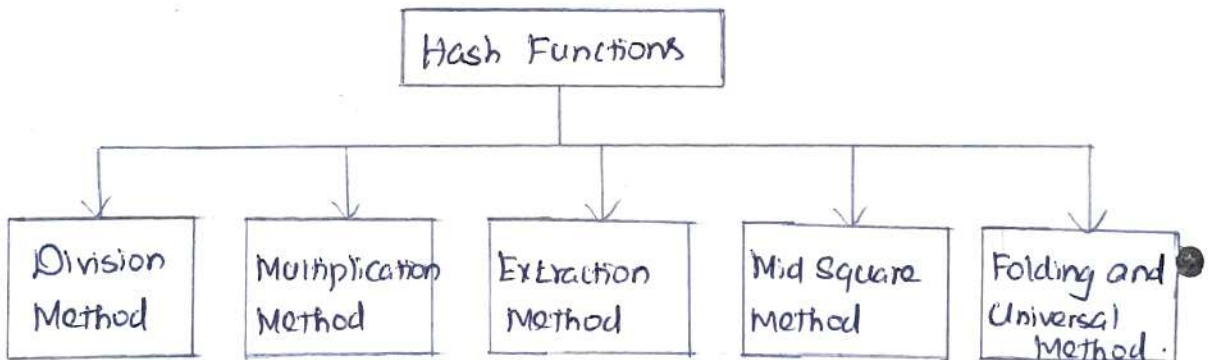 Hash Functions
Division
Method
Multiplication
Method
Extraction
Method
Mid Square
Method
Folding and
Universal
Method.